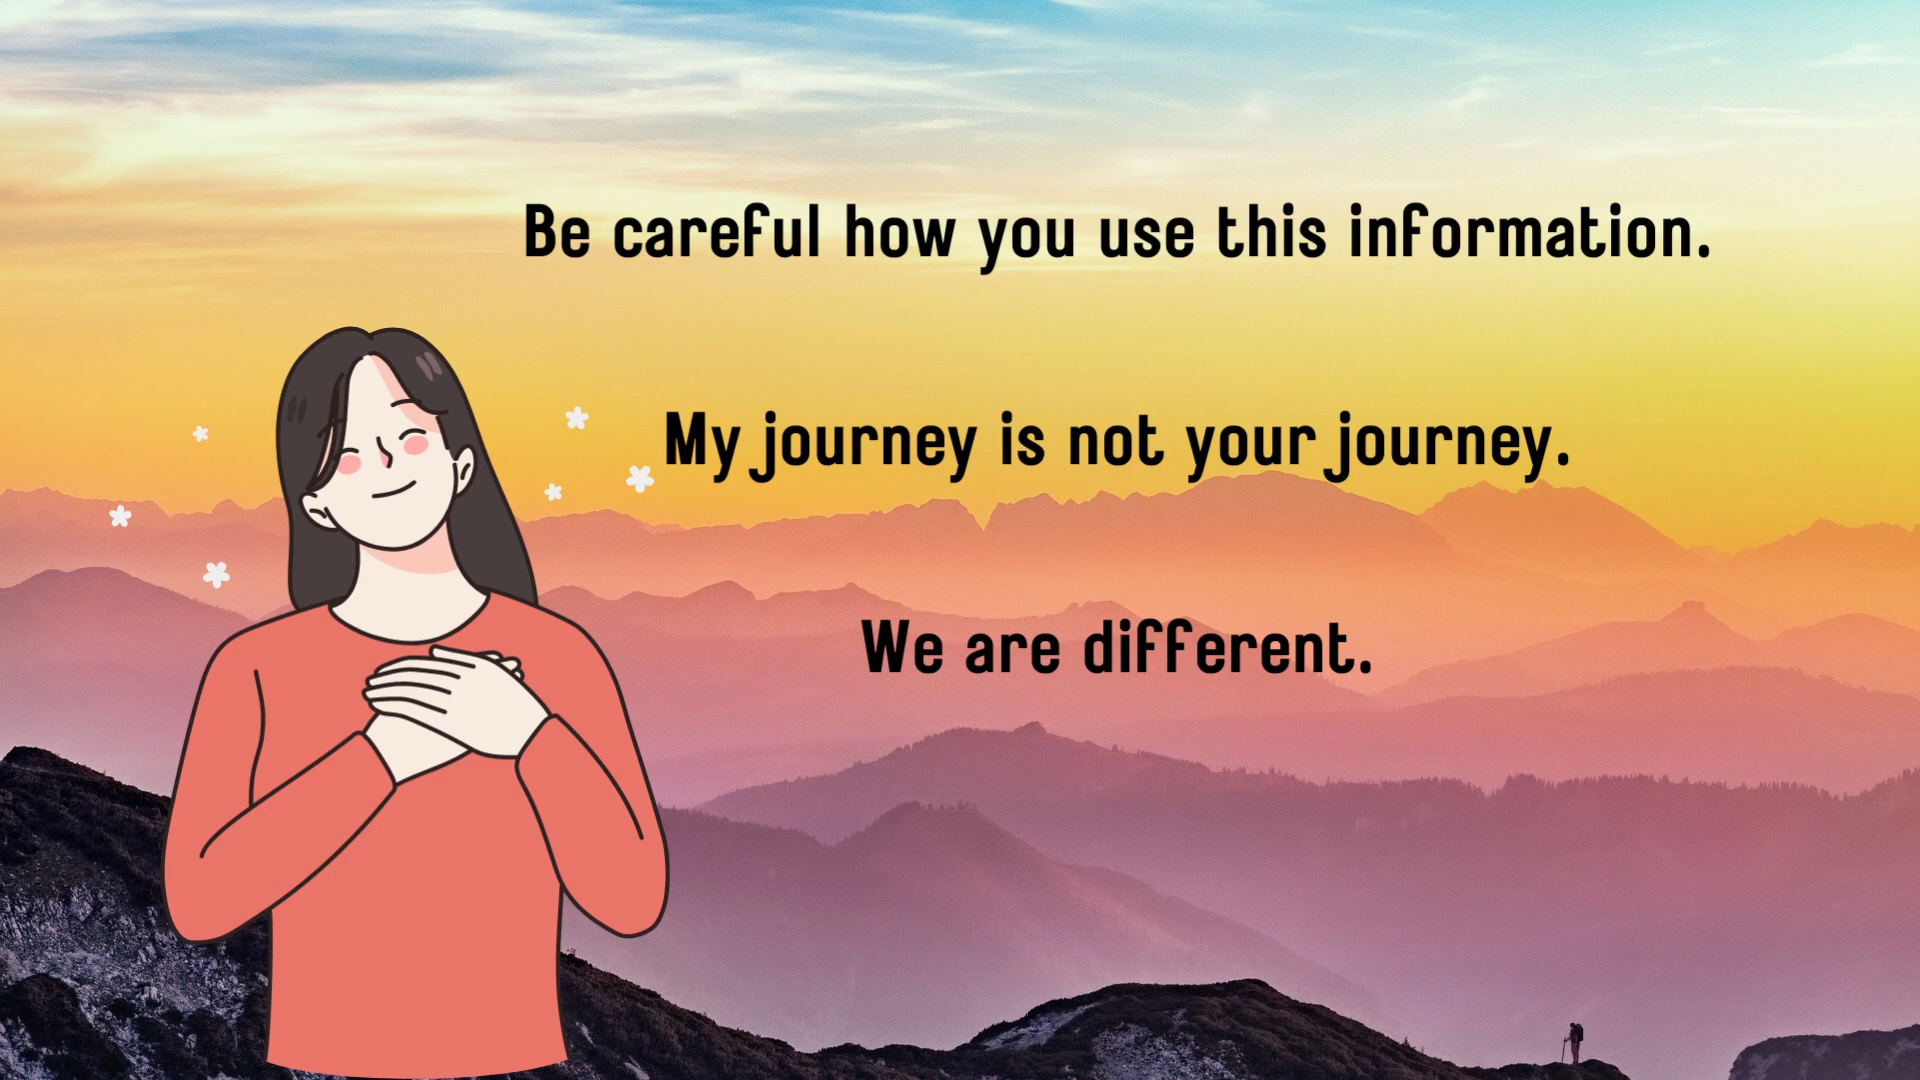 Be careful how you use this information.
My journey is not your journey.
We are different.